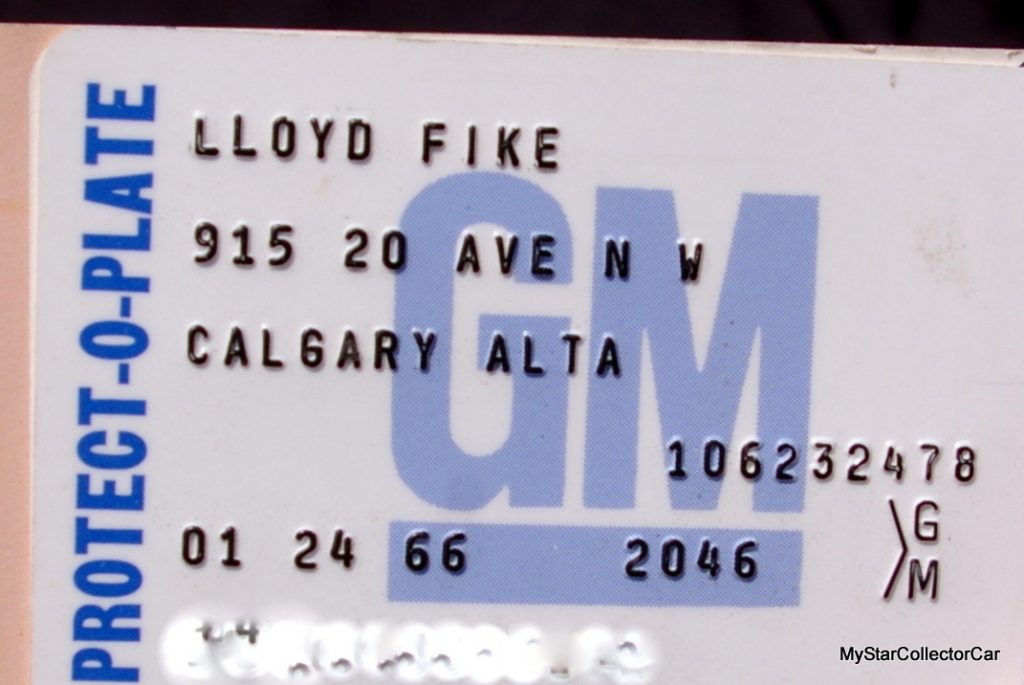 PROTECT-O-PLATE
LLOYD FIKE
915 20 AVE N W
CALGARY ALTA
GM
106232478
01 24 66 2046
G
M
MyStarCollectorCar